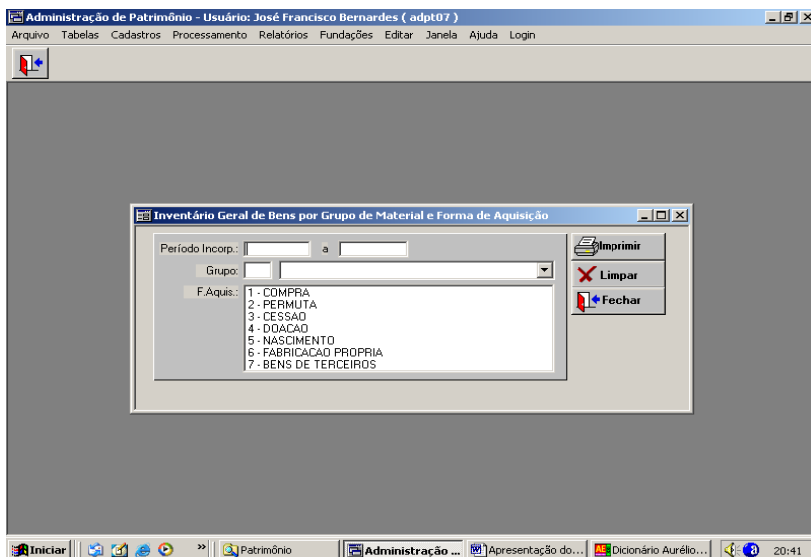 Administração de Patrimônio - Usuário: José Francisco Bernardes ( adpt07 )
Arquivo Tabelas Cadastros Processamento Relatórios Fundações Editar Janela Ajuda Login
Inventário Geral de Bens por Grupo de Material e Forma de Aquisição
Período Incorp.: a
Imprimir
Grupo:
Limpar
F.Aquis.: 1 - COMPRA
2 - PERMUTA
3 - CESSAO
4 - DOACAO
5 - NASCIMENTO
6 - FABRICACAO PROPRIA
7 - BENS DE TERCEIROS
Fechar
Iniciar » Patrimônio Administração ... Apresentação do... Dicionário Aurélio... 20:41